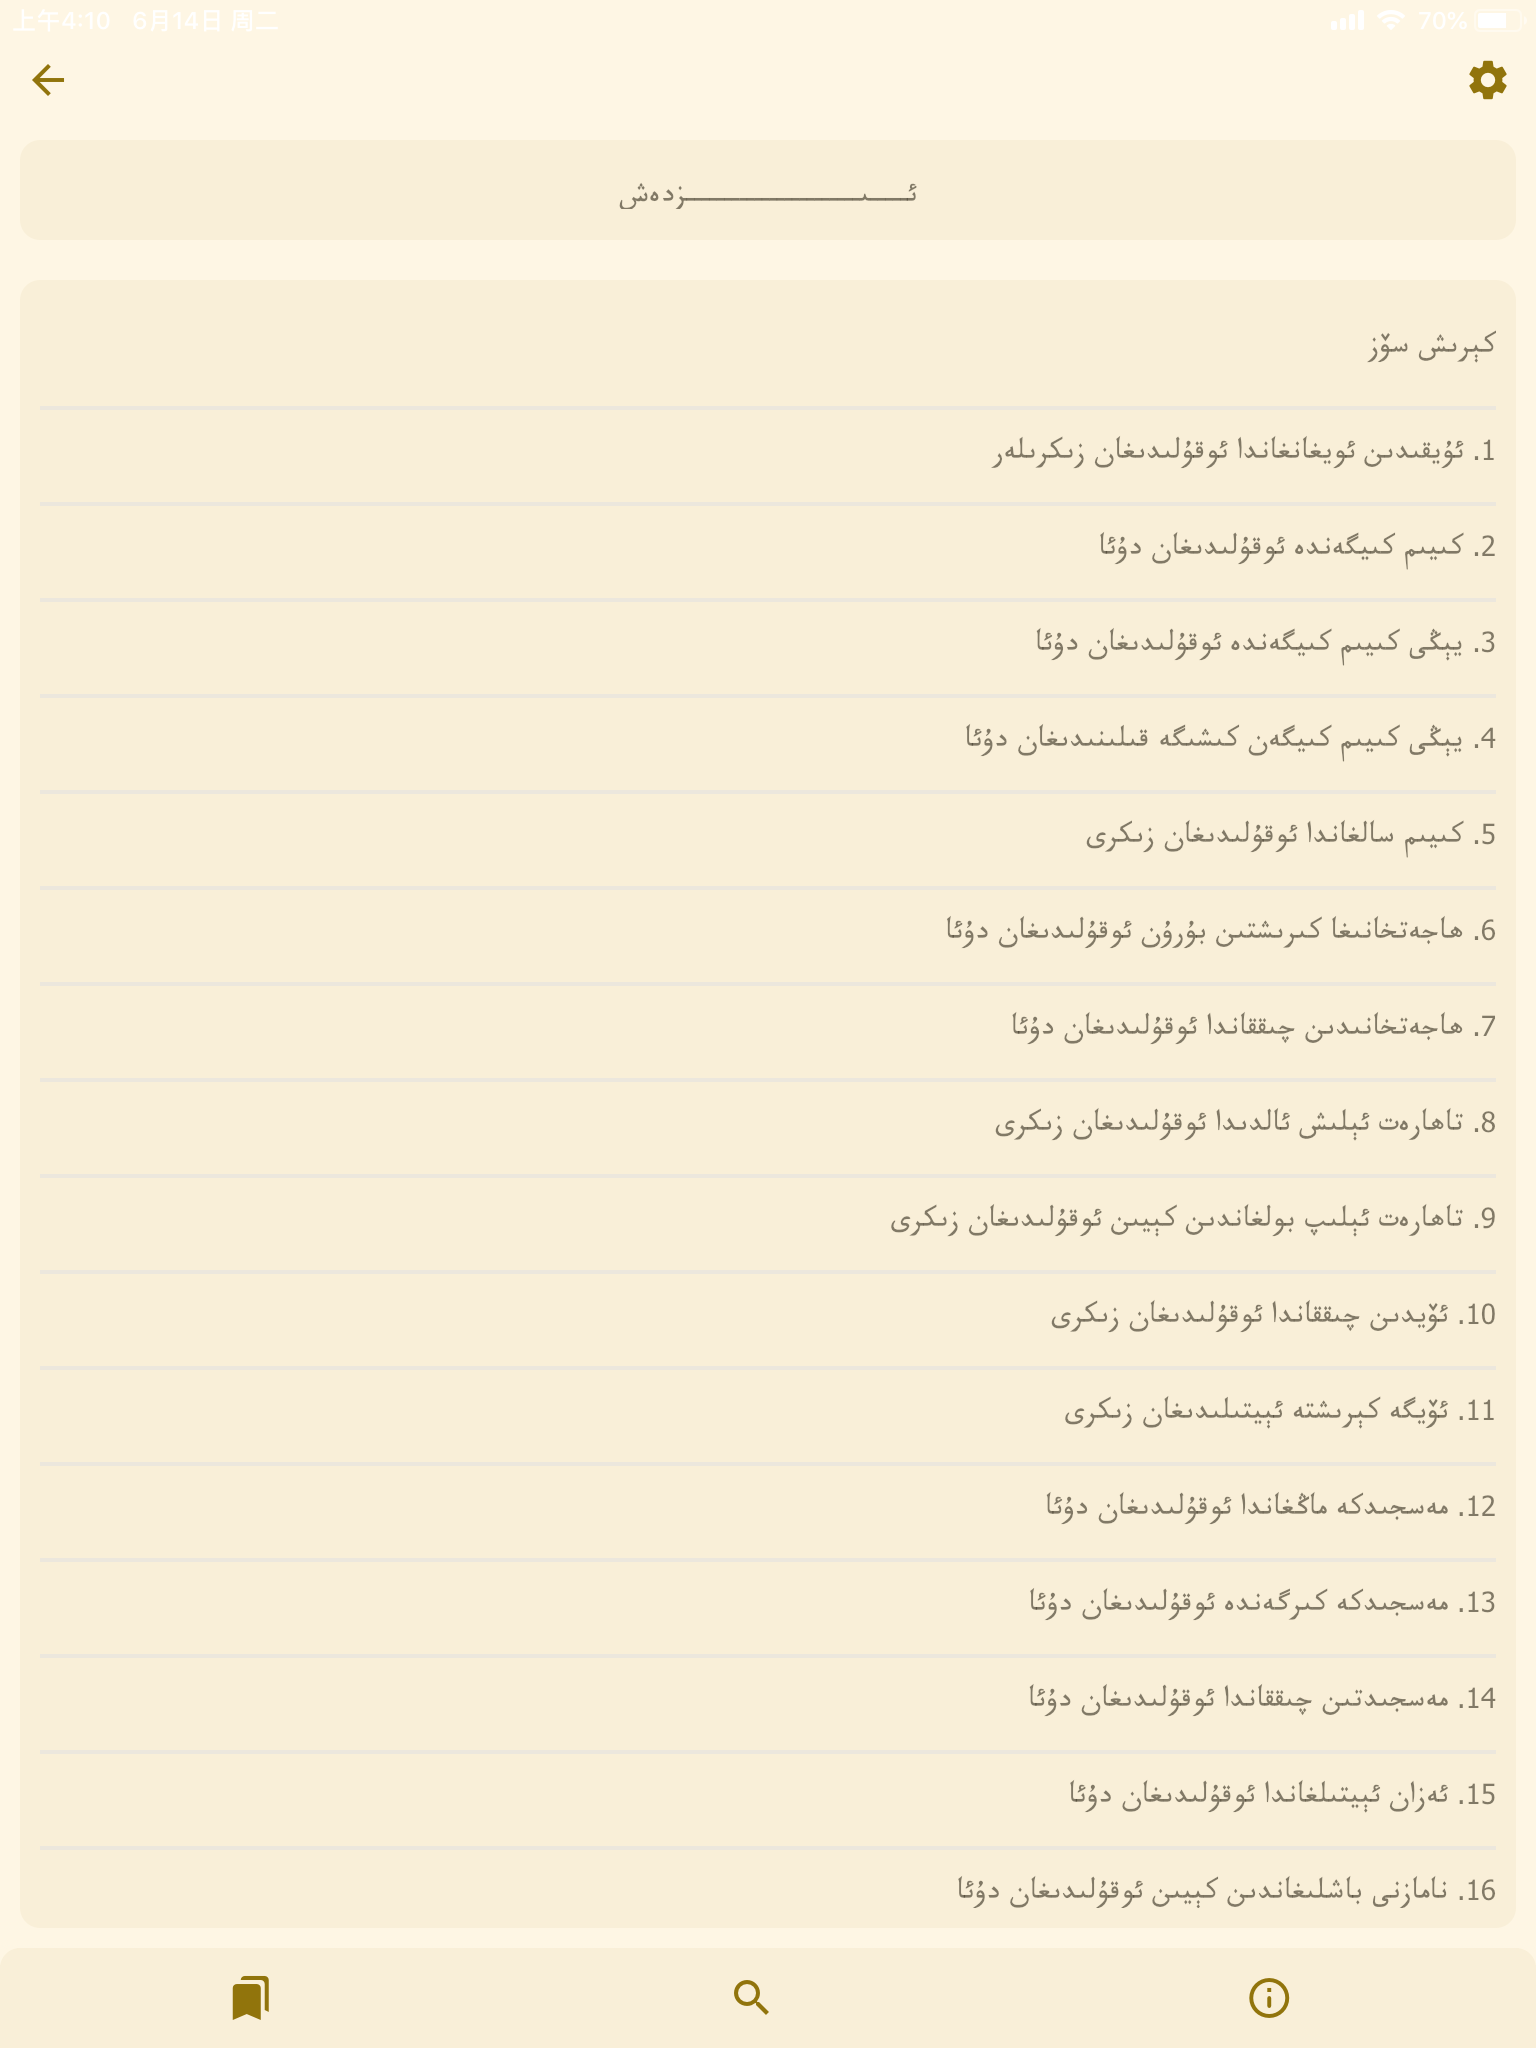 上午4:10 6月14日 周二 70%
ئـــىـــــــــــــــزدەش
كىرىش سۆز
1. ئۇيقىدىن ئويغانغاندا ئوقۇلىدىغان زىكرىلەر
2. كىيىم كىيگەندە ئوقۇلىدىغان دۇئا
3. يېڭى كىيىم كىيگەندە ئوقۇلىدىغان دۇئا
4. يېڭى كىيىم كىيگەن كىشىگە قىلىنىدىغان دۇئا
5. كىيىم سالغاندا ئوقۇلىدىغان زىكرى
6. ھاجەتخانىغا كىرىشتىن بۇرۇن ئوقۇلىدىغان دۇئا
7. ھاجەتخانىدىن چىققاندا ئوقۇلىدىغان دۇئا
8. تاھارەت ئېلىش ئالدىدا ئوقۇلىدىغان زىكرى
9. تاھارەت ئېلىپ بولغاندىن كېيىن ئوقۇلىدىغان زىكرى
10. ئۆيدىن چىققاندا ئوقۇلىدىغان زىكرى
11. ئۆيگە كېرىشتە ئېيتىلىدىغان زىكرى
12. مەسجىدكە ماڭغاندا ئوقۇلىدىغان دۇئا
13. مەسجىدكە كىرگەندە ئوقۇلىدىغان دۇئا
14. مەسجىدتىن چىققاندا ئوقۇلىدىغان دۇئا
15. ئەزان ئېيتىلغاندا ئوقۇلىدىغان دۇئا
16. نامازنى باشلىغاندىن كېيىن ئوقۇلىدىغان دۇئا